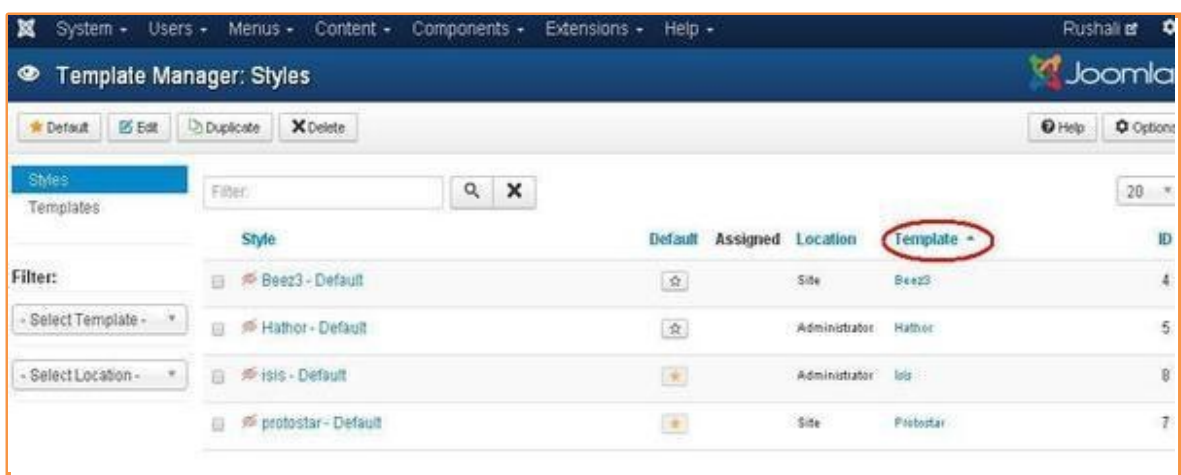 System Users Menus Content Components Extensions Help Rushali
Template Manager: Styles Joomla
Default Edit Duplicate Delete Help Options
Styles
Templates
Filter: 20
Style Default Assigned Location Template ID
Filter:
Beez3 - Default Site Beez3 4
- Select Template -
Hathor - Default Administrator Hathor 5
- Select Location -
isis - Default Administrator Isis 8
protostar - Default Site Protostar 7